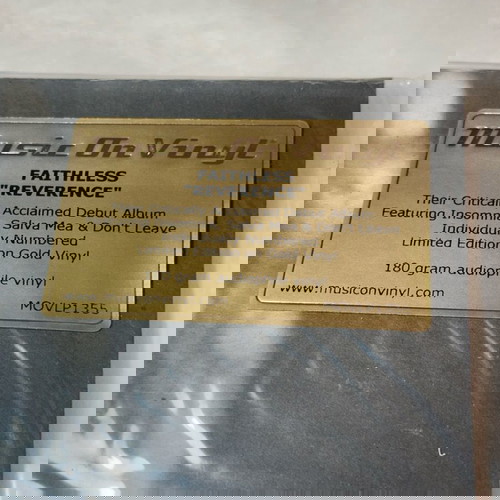 Music On Vinyl
FAITHLESS
"REVERENCE"
Their Critically Acclaimed Debut Album
Featuring Insomnia, Salva Mea & Don't Leave
Individually Numbered
Limited Edition
on Gold Vinyl
180 gram audiophile vinyl
www.musiconvinyl.com
MOVLP1355